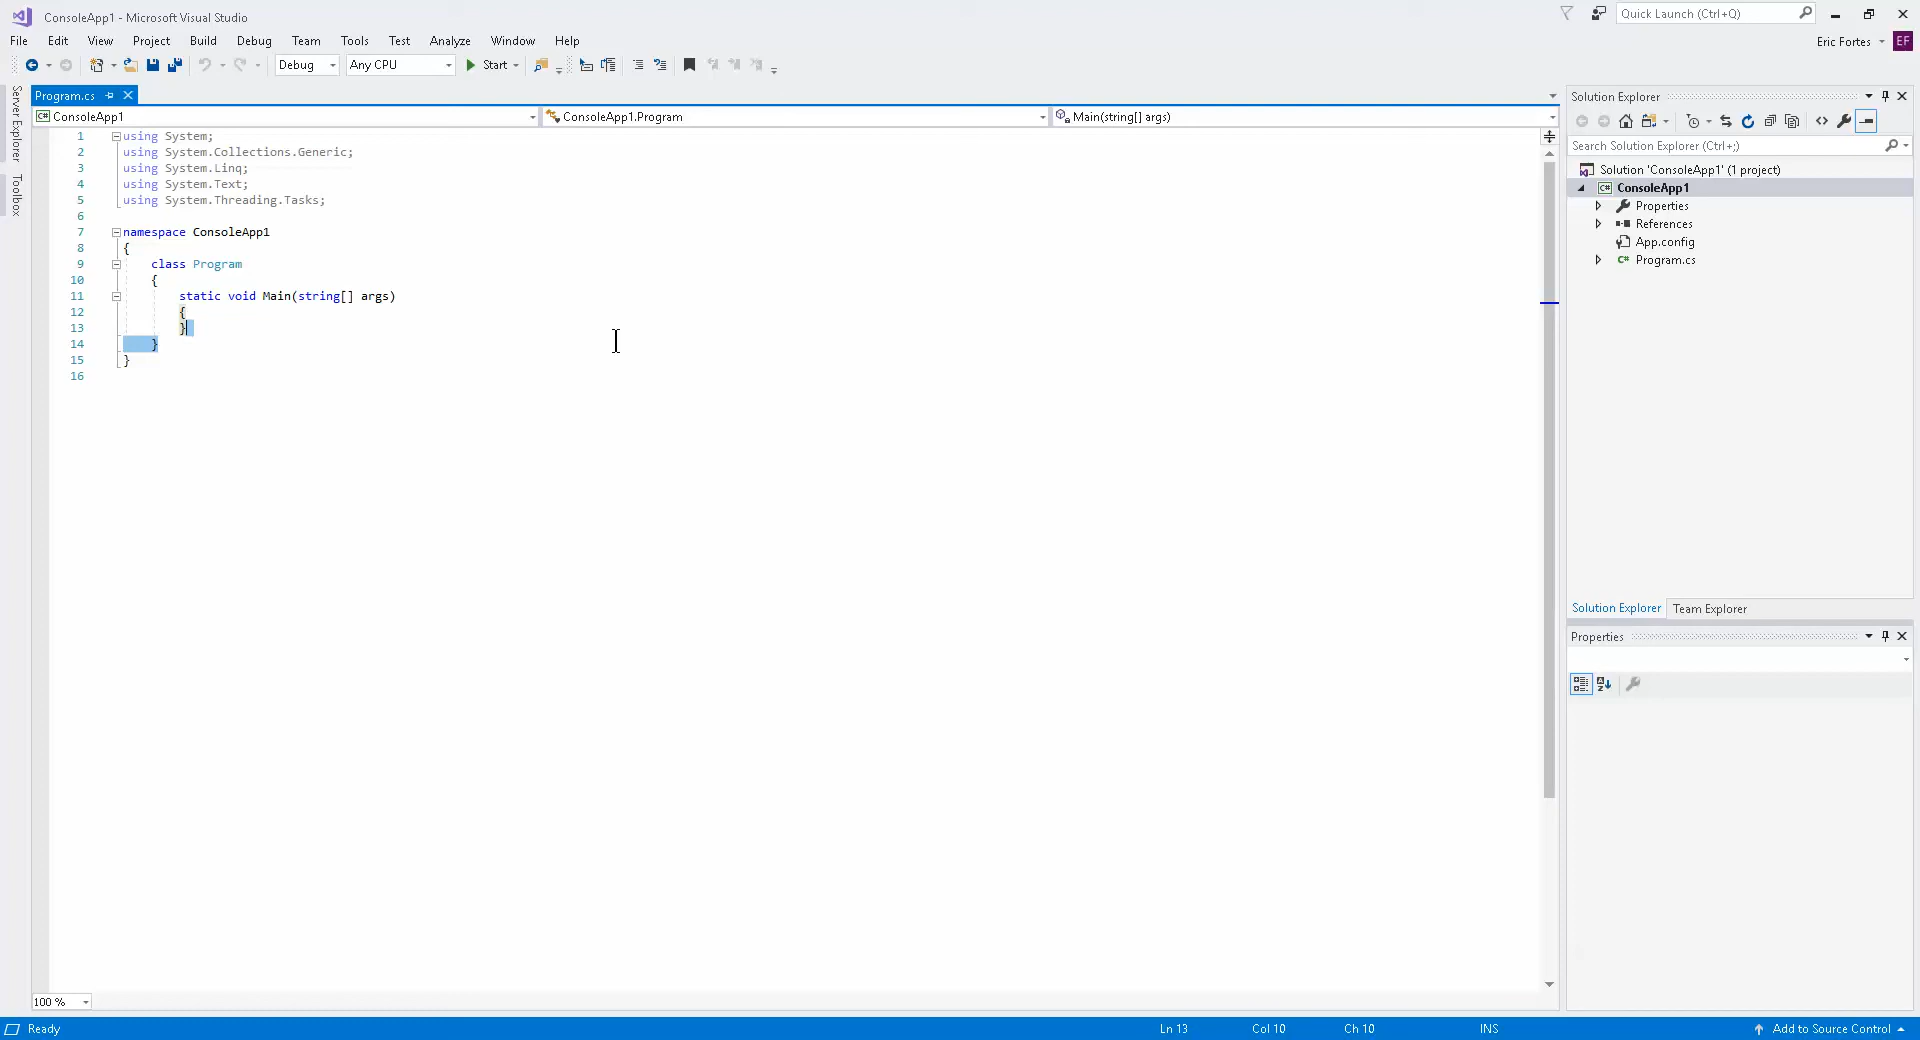 ConsoleApp1 - Microsoft Visual Studio
Quick Launch (Ctrl+Q)
File Edit View Project Build Debug Team Tools Test Analyze Window Help
Eric Fortes EF
Debug Any CPU Start
Server Explorer
Toolbox
Program.cs
ConsoleApp1 ConsoleApp1.Program Main(string[] args)
1 using System;
2 using System.Collections.Generic;
3 using System.Linq;
4 using System.Text;
5 using System.Threading.Tasks;
6
7 namespace ConsoleApp1
8 {
9 class Program
10 {
11 static void Main(string[] args)
12 {
13 }
14 }
15 }
16
100 %
Solution Explorer
Search Solution Explorer (Ctrl+;)
Solution 'ConsoleApp1' (1 project)
C# ConsoleApp1
Properties
References
App.config
C# Program.cs
Solution Explorer Team Explorer
Properties
Ready Ln 13 Col 10 Ch 10 INS Add to Source Control